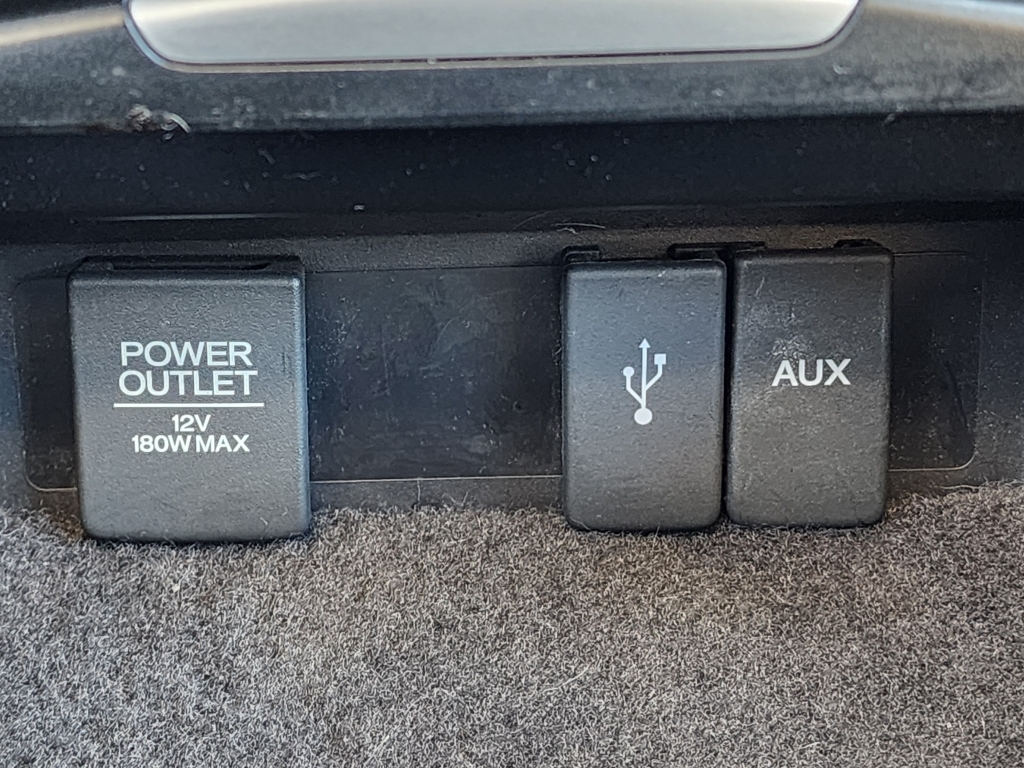 POWER
OUTLET
12V
180W MAX
AUX